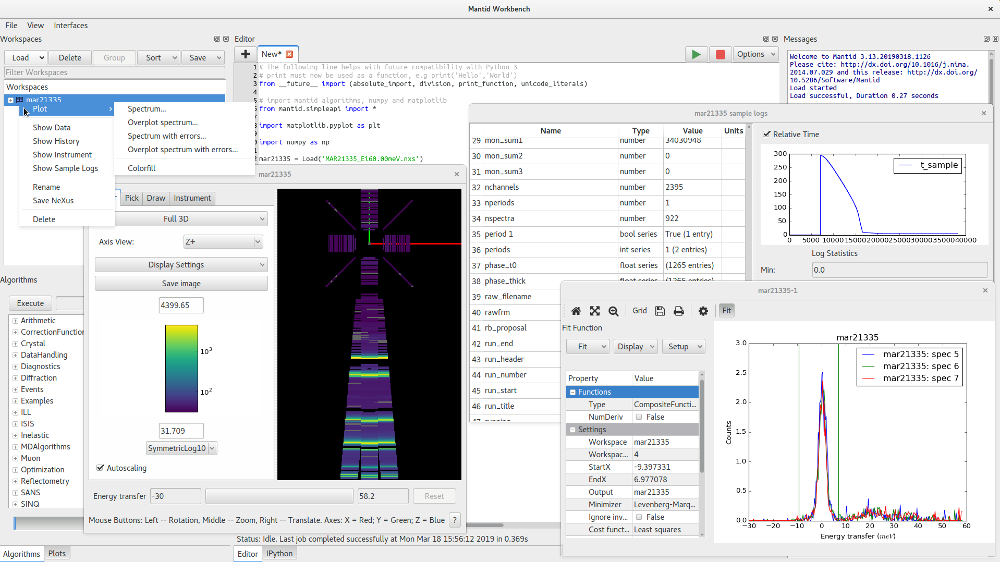 Mantid Workbench
File View Interfaces
Workspaces
Load Delete Group Sort Save
Filter Workspaces
Workspaces
mar21335
Plot
Show Data
Show History
Show Instrument
Show Sample Logs
Rename
Save NeXus
Delete
Spectrum...
Overplot spectrum...
Spectrum with errors...
Overplot spectrum with errors...
Colorfill
Editor
New*
Options
1 # The following line helps with future compatibility with Python 3
2 # print must now be used as a function, e.g print('Hello','World')
3 from __future__ import (absolute_import, division, print_function, unicode_literals)
4
5 # import mantid algorithms, numpy and matplotlib
from mantid.simpleapi import *
import matplotlib.pyplot as plt
import numpy as np
mar21335 = Load('MAR21335_Ei60.00meV.nxs')
Messages
Welcome to Mantid 3.13.20190318.1126
Please cite: http://dx.doi.org/10.1016/j.nima.
2014.07.029 and this release: http://dx.doi.org/
10.5286/Software/Mantid
Load started
Load successful, Duration 0.27 seconds
Algorithms
Execute
Arithmetic
CorrectionFunction
Crystal
DataHandling
Diagnostics
Diffraction
Events
Examples
ILL
ISIS
Inelastic
MDAlgorithms
Muon
Optimization
Reflectometry
SANS
SINQ
Algorithms Plots
mar21335
Pick Draw Instrument
Full 3D
Axis View: Z+
Display Settings
Save image
4399.65
10³
10²
31.709
SymmetricLog10
Autoscaling
Energy transfer -30 58.2 Reset
Mouse Buttons: Left -- Rotation, Middle -- Zoom, Right -- Translate. Axes: X = Red; Y = Green; Z = Blue ?
Status: Idle. Last job completed successfully at Mon Mar 18 15:56:12 2019 in 0.369s
Editor IPython
mar21335 sample logs
Name Type Value Units
29 mon_sum1 number 34030948
30 mon_sum2 number 0
31 mon_sum3 number 0
32 nchannels number 2395
33 nperiods number 1
34 nspectra number 922
35 period 1 bool series True (1 entry)
36 periods int series 1 (2 entries)
37 phase_t0 float series (1265 entries)
38 phase_thick float series (1265 entries)
39 raw_filename
40 rawfrm
41 rb_proposal
42 run_end
43 run_header
44 run_number
45 run_start
46 run_title
47 running
Relative Time
300
250
200
150
100
50
0
t_sample
0 5000 10000 15000 20000 25000 30000 35000 40000
Log Statistics
Min: 0.0
mar21335-1
Grid Fit
Fit Function
Fit Display Setup
Property Value
Functions
Type CompositeFuncti...
NumDeriv False
Settings
Workspace mar21335
Workspac... 4
StartX -9.397331
EndX 6.977078
Output mar21335
Minimizer Levenberg-Marq...
Ignore inv... False
Cost funct... Least squares
mar21335
3.0
2.5
2.0
1.5
1.0
0.5
0.0
Counts
mar21335: spec 5
mar21335: spec 6
mar21335: spec 7
−30 −20 −10 0 10 20 30 40 50 60
Energy transfer (meV)